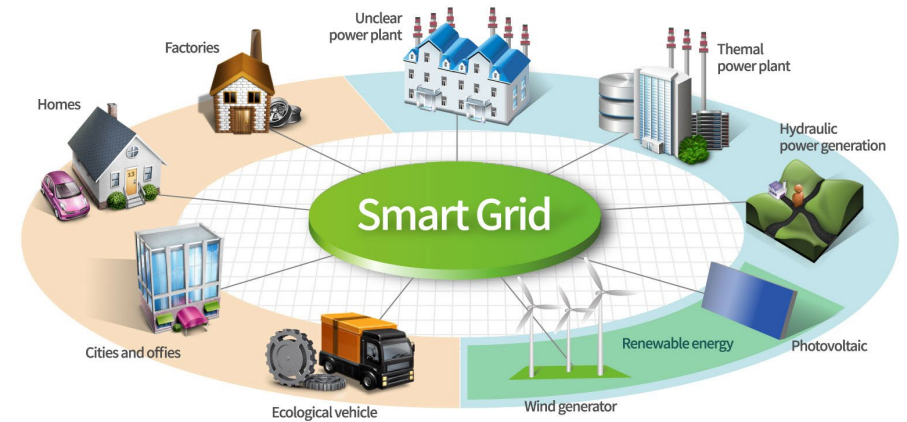 Unclear
power plant
Factories
Themal
power plant
Homes
Hydraulic
power generation
Smart Grid
Cities and offies
Renewable energy
Photovoltaic
Ecological vehicle
Wind generator
13